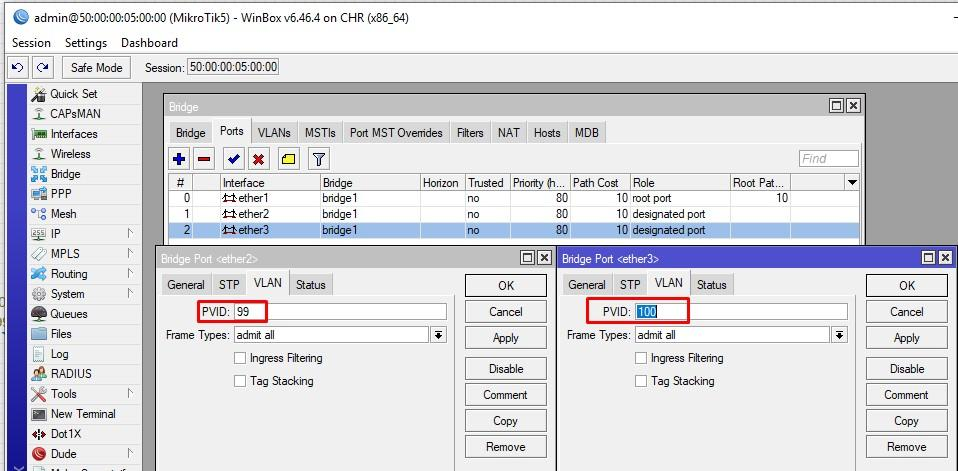 admin@50:00:00:05:00:00 (MikroTik5) - WinBox v6.46.4 on CHR (x86_64)
Session Settings Dashboard
Safe Mode Session: 50:00:00:05:00:00
Quick Set
CAPsMAN
Interfaces
Wireless
Bridge
PPP
Mesh
IP
MPLS
Routing
System
Queues
Files
Log
RADIUS
Tools
New Terminal
Dot1X
Dude
Bridge
Bridge Ports VLANs MSTIs Port MST Overrides Filters NAT Hosts MDB
Find
# Interface Bridge Horizon Trusted Priority (h... Path Cost Role Root Pat...
0 ether1 bridge1 no 80 10 root port 10
1 ether2 bridge1 no 80 10 designated port
2 ether3 bridge1 no 80 10 designated port
Bridge Port <ether2>
General STP VLAN Status
PVID: 99
Frame Types: admit all
Ingress Filtering
Tag Stacking
OK
Cancel
Apply
Disable
Comment
Copy
Remove
Bridge Port <ether3>
General STP VLAN Status
PVID: 100
Frame Types: admit all
Ingress Filtering
Tag Stacking
OK
Cancel
Apply
Disable
Comment
Copy
Remove